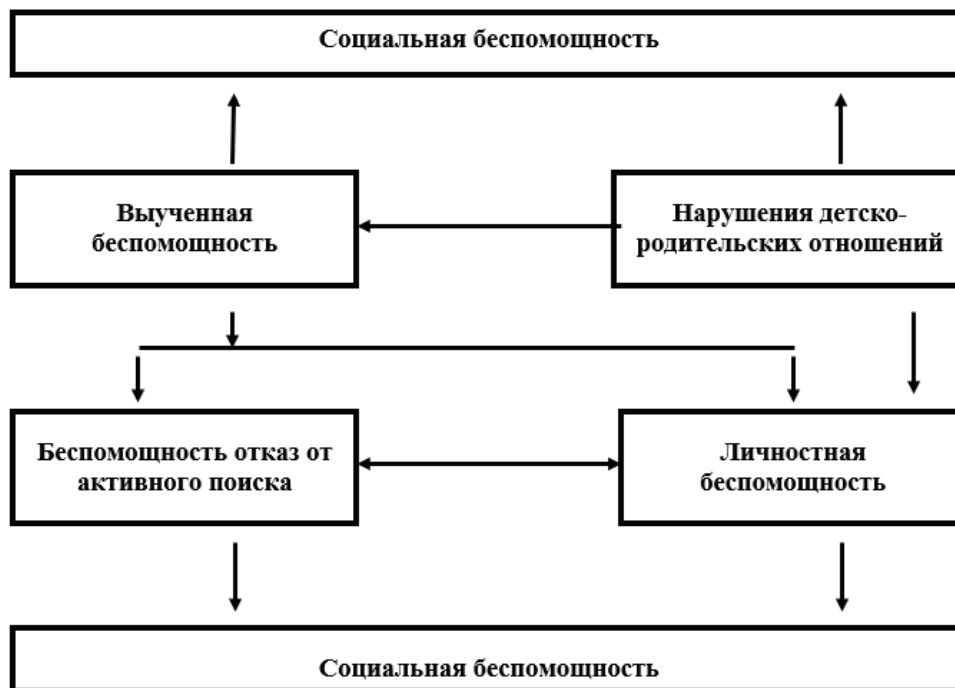 Социальная беспомощность
Выученная
беспомощность
Нарушения детско-
родительских отношений
Беспомощность отказ от
активного поиска
Личностная
беспомощность
Социальная беспомощность